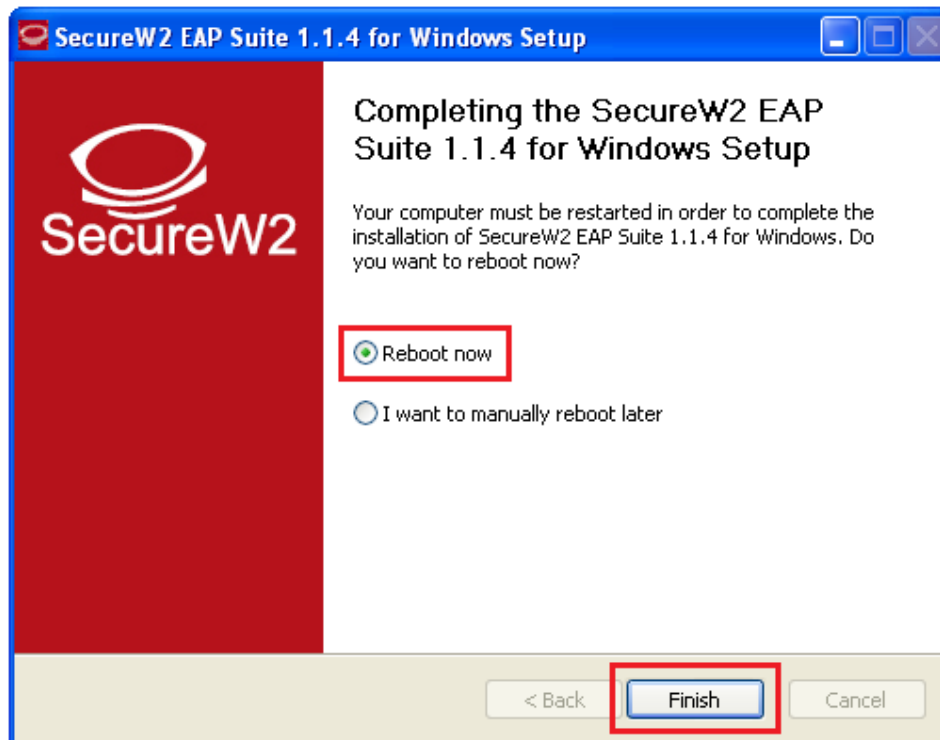 SecureW2 EAP Suite 1.1.4 for Windows Setup
SecureW2
Completing the SecureW2 EAP
Suite 1.1.4 for Windows Setup
Your computer must be restarted in order to complete the
installation of SecureW2 EAP Suite 1.1.4 for Windows. Do
you want to reboot now?
Reboot now
I want to manually reboot later
< Back
Finish
Cancel